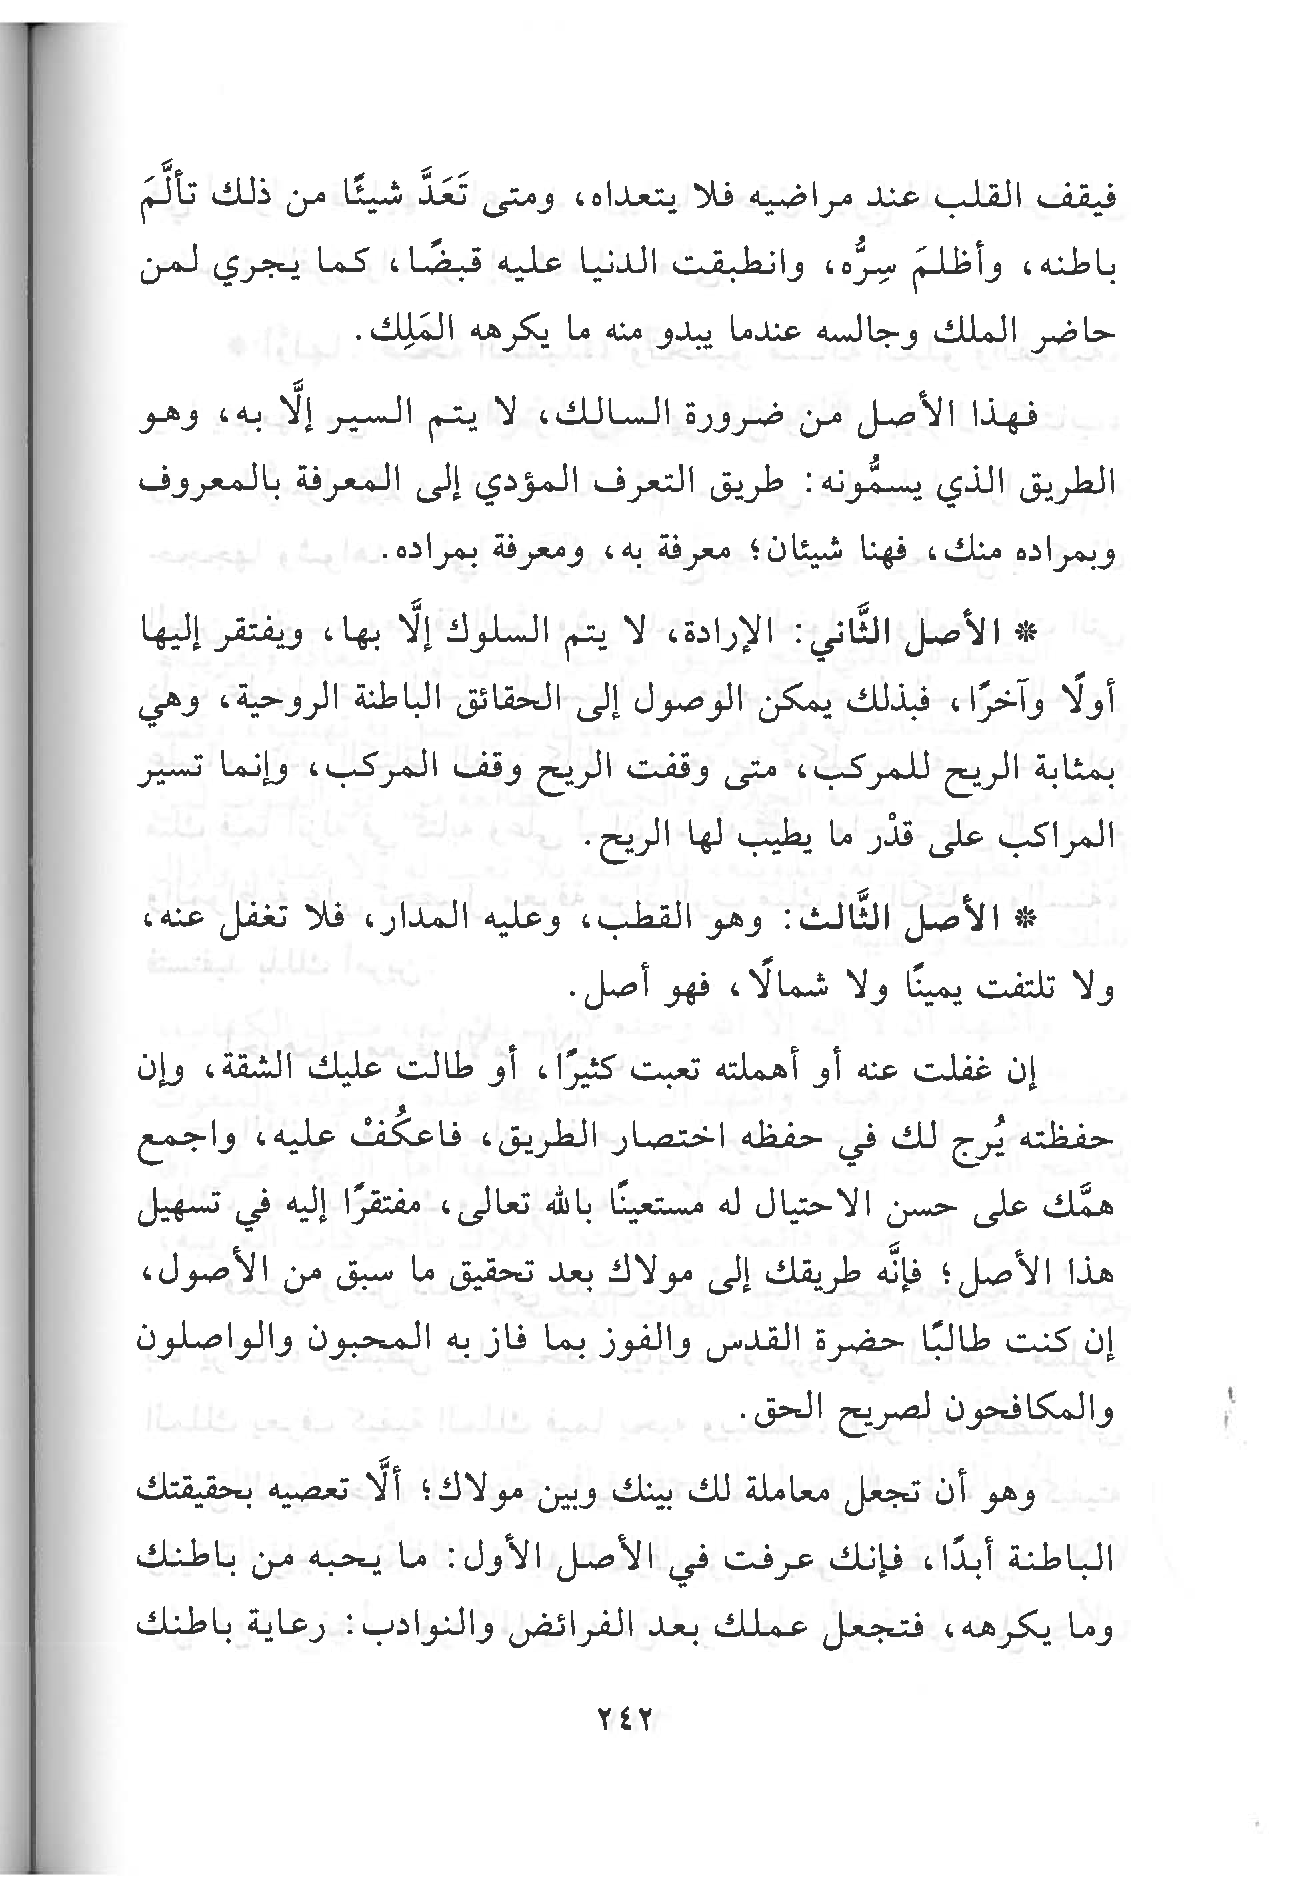 فيقف القلب عند مراضيه فلا يتعداه، ومتى تَعَدَّ شيئًا من ذلك تألَّمَ
باطنه، وأظلمَ سِرُّه، وانطبقت الدنيا عليه قبضًا، كما يجري لمن
حاضر الملك وجالسه عندما يبدو منه ما يكرهه المَلِك.
فهذا الأصل من ضرورة السالك، لا يتم السير إلَّا به، وهو
الطريق الذي يسمُّونه: طريق التعرف المؤدي إلى المعرفة بالمعروف
وبمراده منك، فهنا شيئان؛ معرفة به، ومعرفة بمراده.
* الأصل الثَّاني: الإرادة، لا يتم السلوك إلَّا بها، ويفتقر إليها
أولًا وآخرًا، فبذلك يمكن الوصول إلى الحقائق الباطنة الروحية، وهي
بمثابة الريح للمركب، متى وقفت الريح وقف المركب، وإنما تسير
المراكب على قدْر ما يطيب لها الريح.
* الأصل الثَّالث: وهو القطب، وعليه المدار، فلا تغفل عنه،
ولا تلتفت يمينًا ولا شمالًا، فهو أصل.
إن غفلت عنه أو أهملته تعبت كثيرًا، أو طالت عليك الشقة، وإن
حفظته يُرج لك في حفظه اختصار الطريق، فاعكُفْ عليه، واجمع
همَّك على حسن الاحتيال له مستعينًا بالله تعالى، مفتقرًا إليه في تسهيل
هذا الأصل؛ فإنَّه طريقك إلى مولاك بعد تحقيق ما سبق من الأصول،
إن كنت طالبًا حضرة القدس والفوز بما فاز به المحبون والواصلون
والمكافحون لصريح الحق.
وهو أن تجعل معاملة لك بينك وبين مولاك؛ ألَّا تعصيه بحقيقتك
الباطنة أبدًا، فإنك عرفت في الأصل الأول: ما يحبه من باطنك
وما يكرهه، فتجعل عملك بعد الفرائض والنوادب: رعاية باطنك
٢٤٢